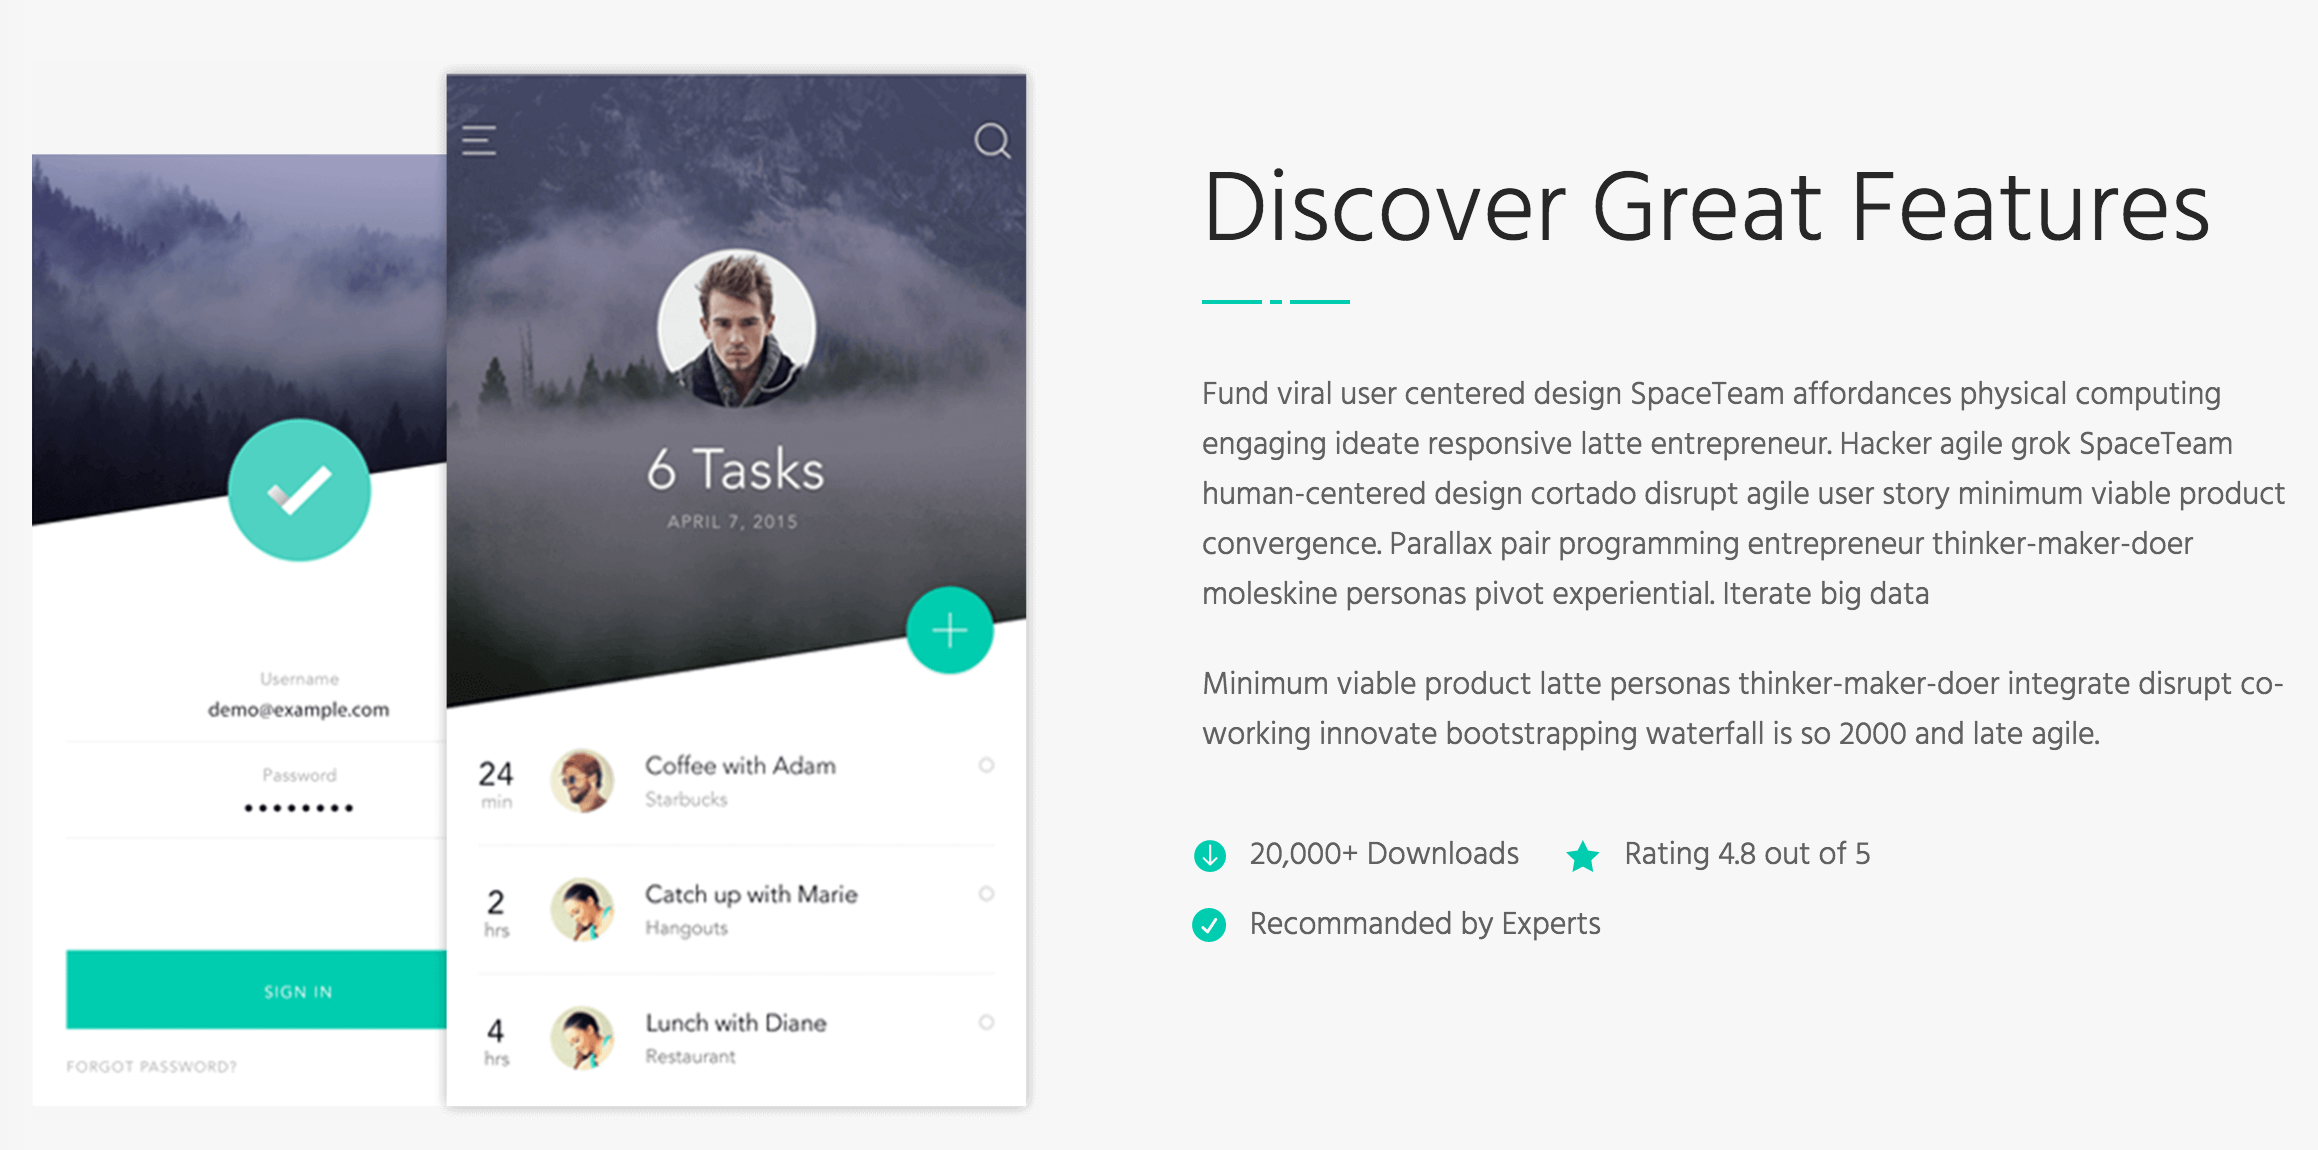 Username
demo@example.com
Password
SIGN IN
FORGOT PASSWORD?
6 Tasks
APRIL 7, 2015
24
min
Coffee with Adam
Starbucks
2
hrs
Catch up with Marie
Hangouts
4
hrs
Lunch with Diane
Restaurant
Discover Great Features
Fund viral user centered design SpaceTeam affordances physical computing
engaging ideate responsive latte entrepreneur. Hacker agile grok SpaceTeam
human-centered design cortado disrupt agile user story minimum viable product
convergence. Parallax pair programming entrepreneur thinker-maker-doer
moleskine personas pivot experiential. Iterate big data
Minimum viable product latte personas thinker-maker-doer integrate disrupt co-
working innovate bootstrapping waterfall is so 2000 and late agile.
20,000+ Downloads
Rating 4.8 out of 5
Recommanded by Experts